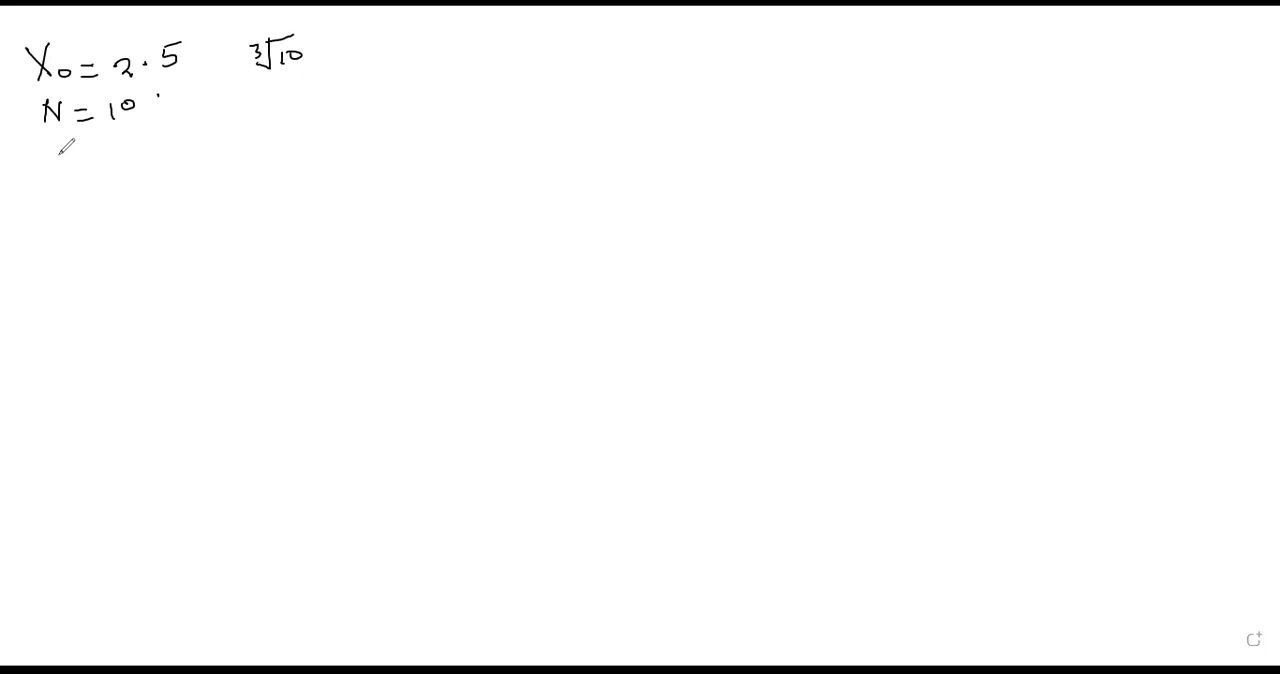 X₀ = 2.5 ∛10
N = 10